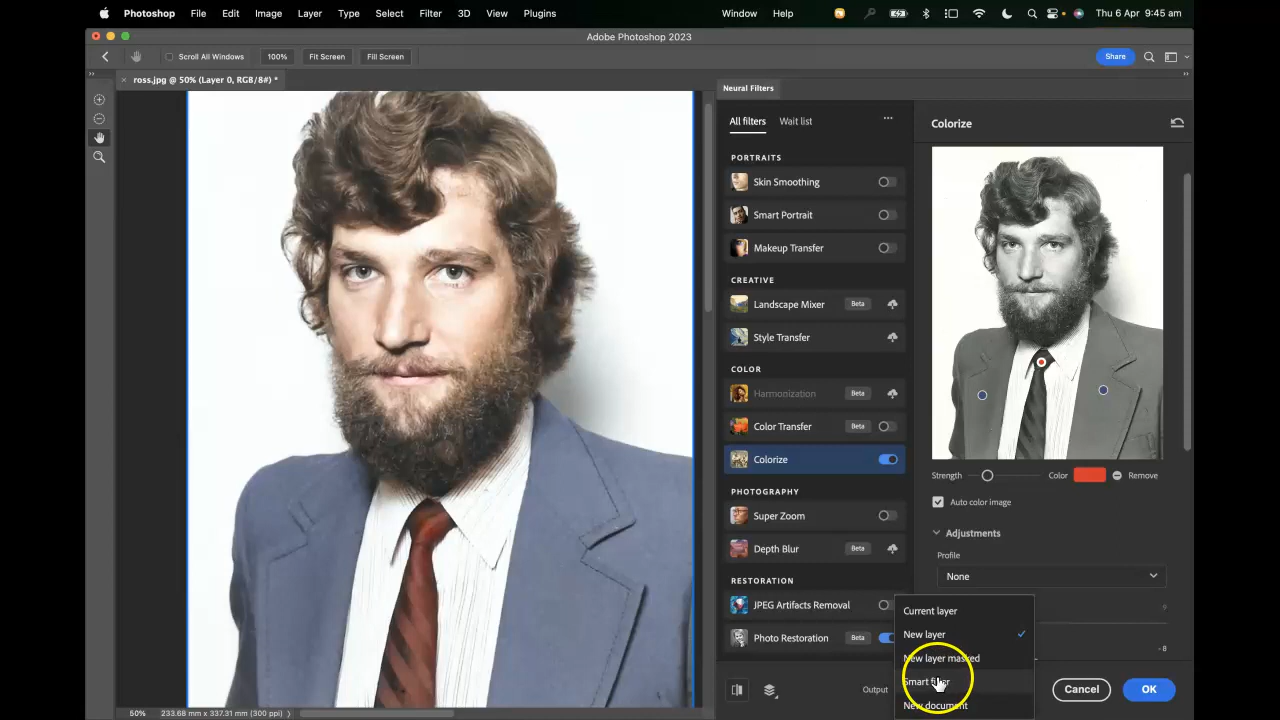 Photoshop File Edit Image Layer Type Select Filter 3D View Plugins Window Help Thu 6 Apr 9:45 am
Adobe Photoshop 2023
Scroll All Windows 100% Fit Screen Fill Screen Share
ross.jpg @ 50% (Layer 0, RGB/8#) *
Neural Filters
All filters Wait list
Colorize
PORTRAITS
Skin Smoothing
Smart Portrait
Makeup Transfer
CREATIVE
Landscape Mixer Beta
Style Transfer
COLOR
Harmonization Beta
Color Transfer Beta
Colorize
PHOTOGRAPHY
Super Zoom
Depth Blur Beta
RESTORATION
JPEG Artifacts Removal
Photo Restoration Beta
Strength Color Remove
Auto color image
Adjustments
Profile
None
Current layer
New layer
New layer masked
Smart filter
New document
-8
Output
Cancel OK
50% 233.68 mm x 337.31 mm (300 ppi)